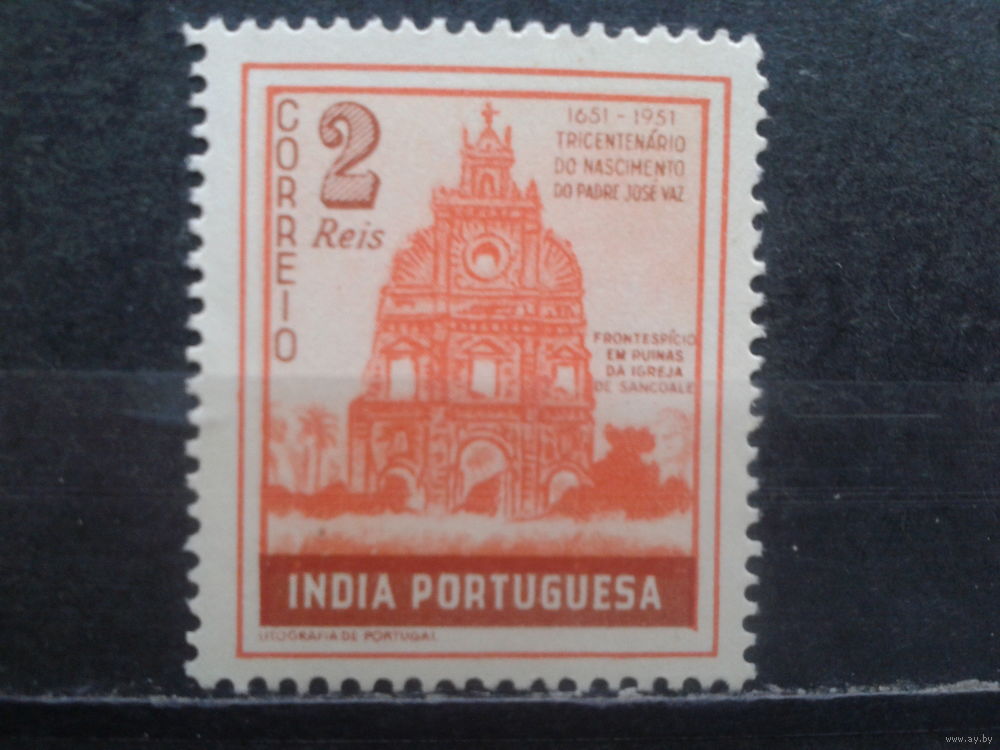 CORREIO
2
Reis
1651 - 1951
TRICENTENÁRIO
DO NASCIMENTO
DO PADRE JOSÉ VAZ
FRONTESPÍCIO
EM RUINAS
DA IGREJA
DE SANCOALE
INDIA PORTUGUESA
LITOGRAFIA DE PORTUGAL
www.ay.by